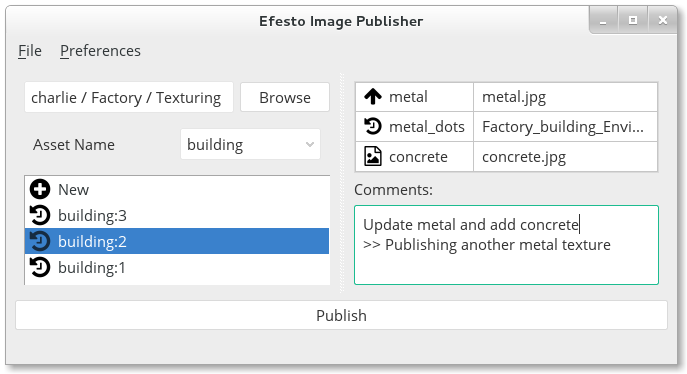 Efesto Image Publisher
File Preferences
charlie / Factory / Texturing Browse
Asset Name building
New
building:3
building:2
building:1
metal metal.jpg
metal_dots Factory_building_Envi...
concrete concrete.jpg
Comments:
Update metal and add concrete
>> Publishing another metal texture
Publish